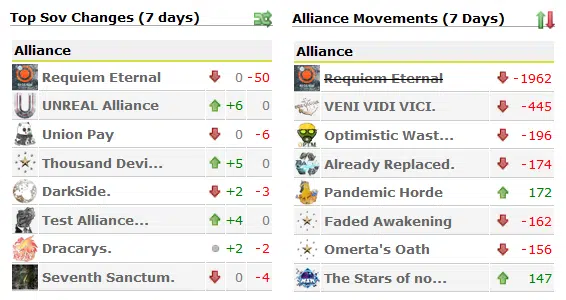 Top Sov Changes (7 days)
Alliance
Requiem Eternal 0 -50
UNREAL Alliance +6 0
Union Pay 0 -6
Thousand Devi... +5 0
DarkSide. +2 -3
Test Alliance... +4 0
Dracarys. +2 -2
Seventh Sanctum. 0 -4
Alliance Movements (7 Days)
Alliance
Requiem Eternal -1962
VENI VIDI VICI. -445
Optimistic Wast... -196
Already Replaced. -174
Pandemic Horde 172
Faded Awakening -162
Omerta's Oath -156
The Stars of no... 147